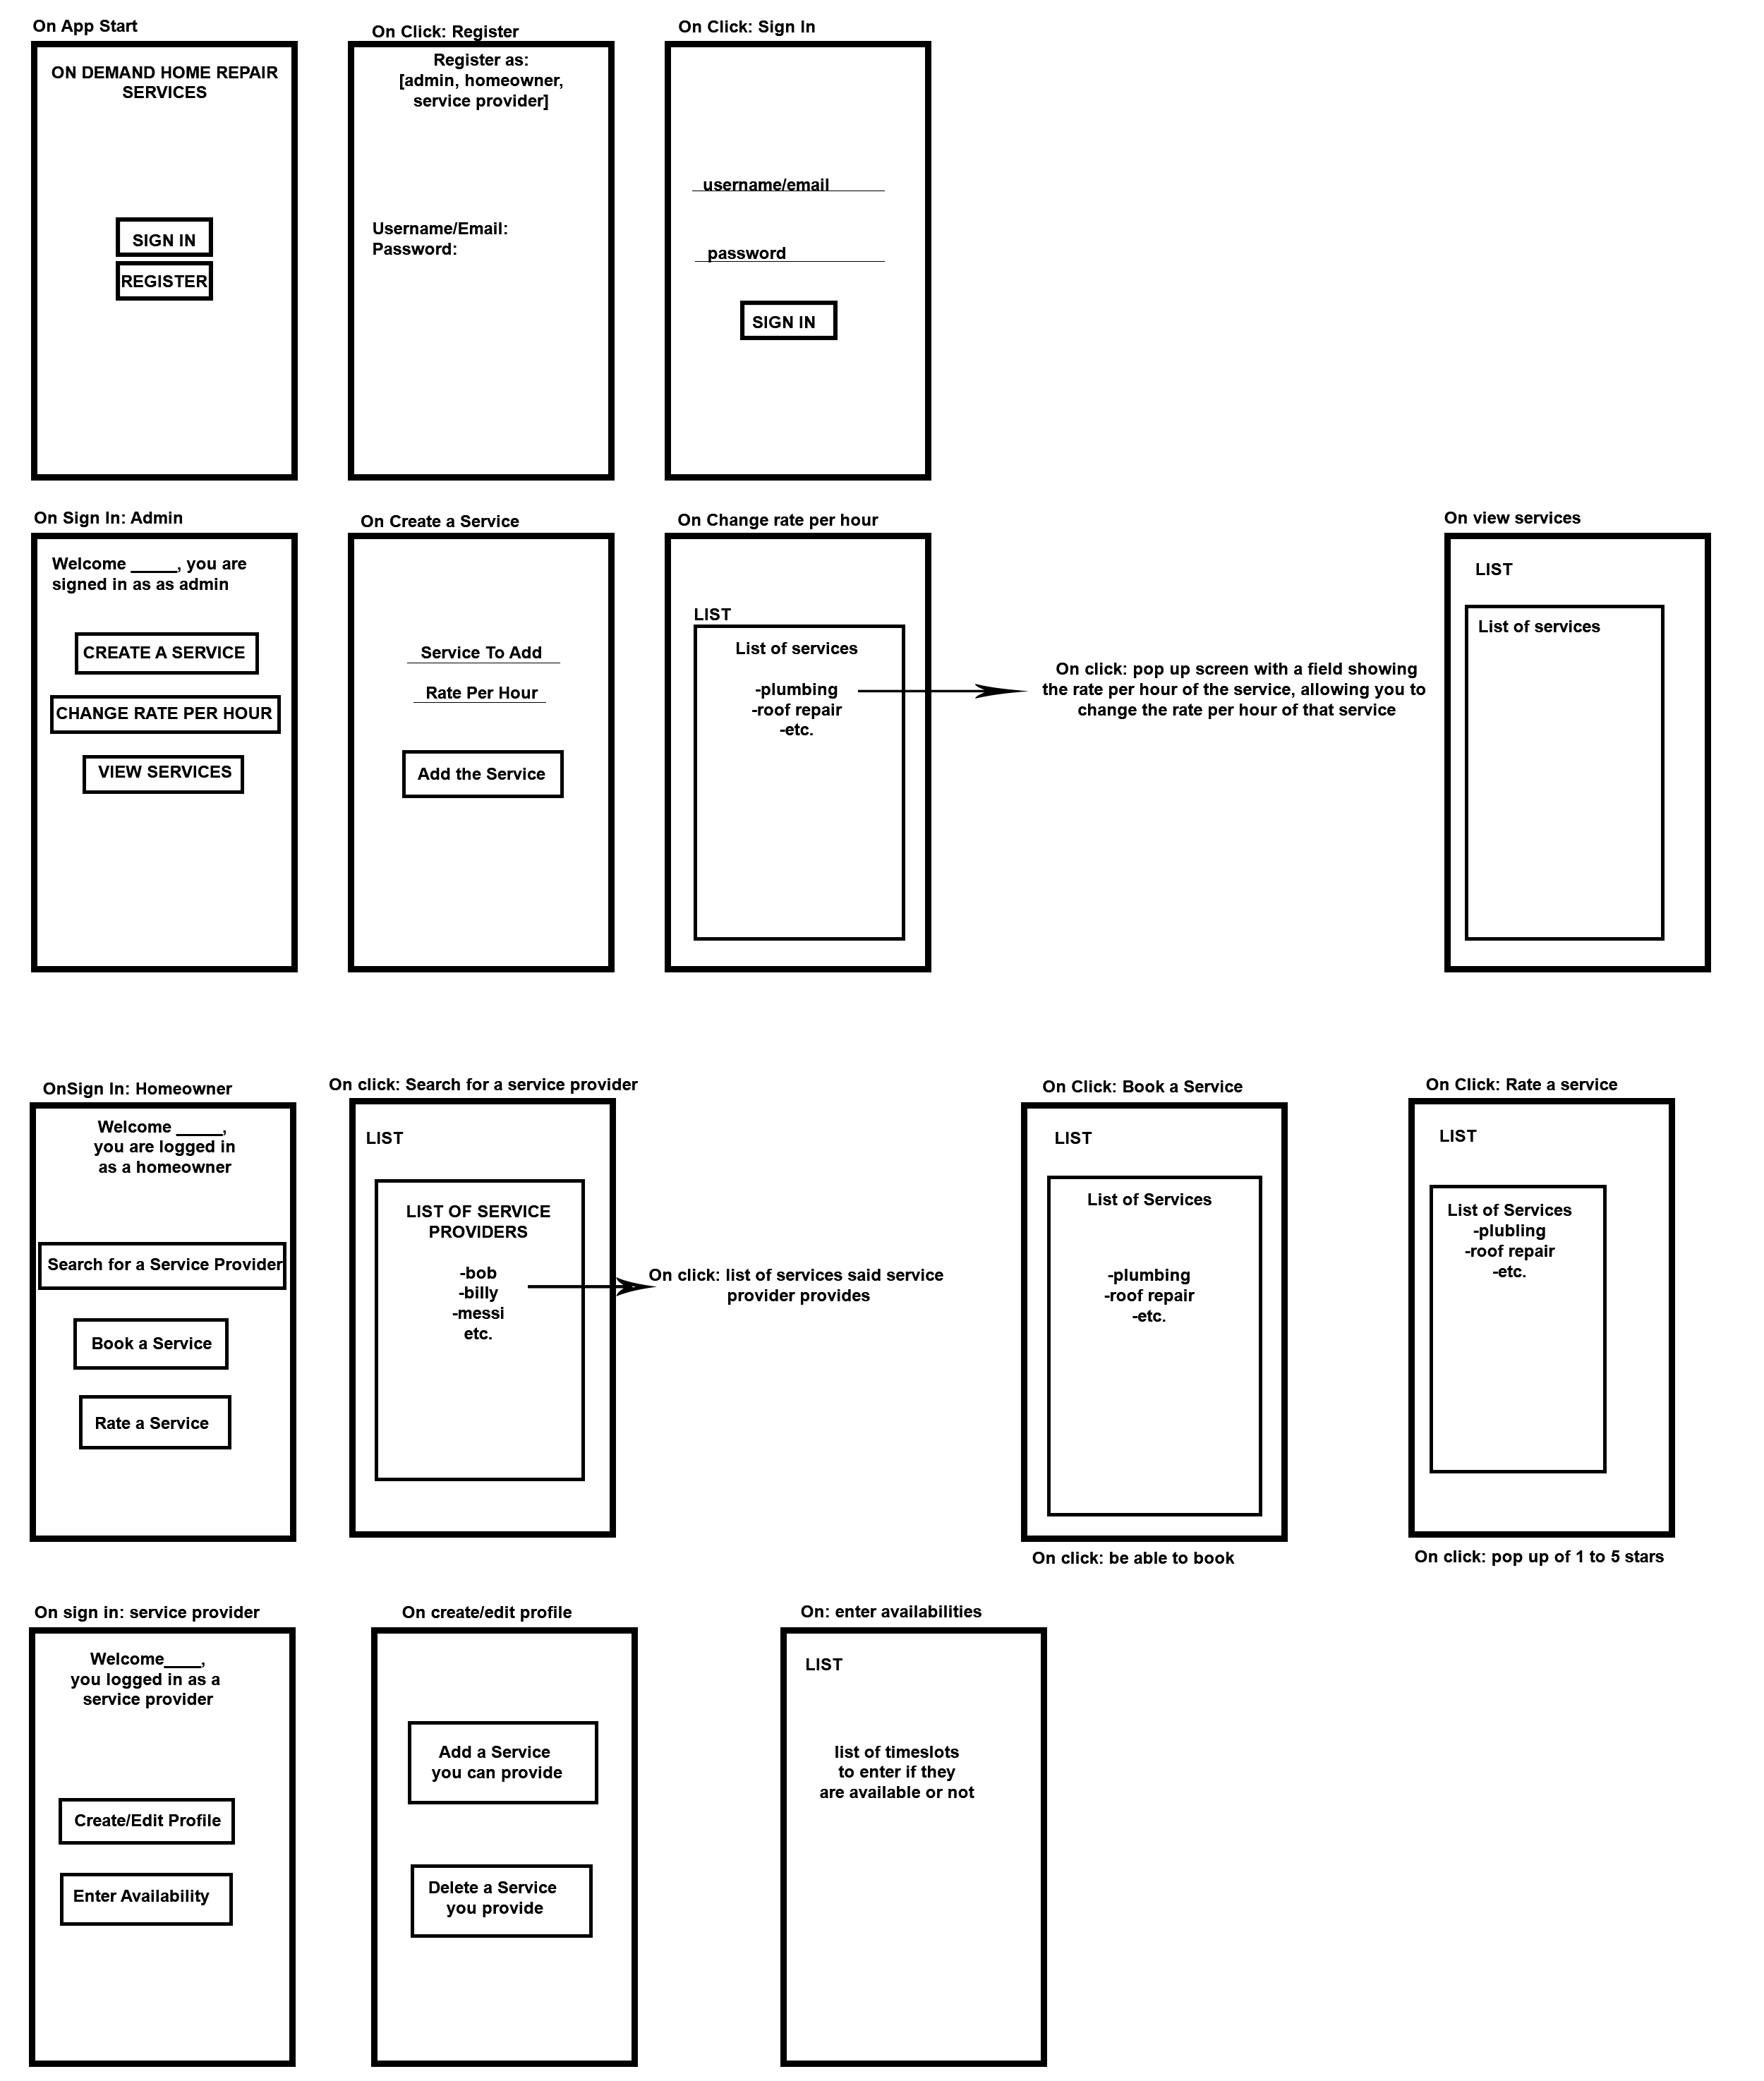 On App Start
ON DEMAND HOME REPAIR
SERVICES
SIGN IN
REGISTER
On Click: Register
Register as:
[admin, homeowner,
service provider]
Username/Email:
Password:
On Click: Sign In
username/email
password
SIGN IN
On Sign In: Admin
Welcome _____, you are
signed in as as admin
CREATE A SERVICE
CHANGE RATE PER HOUR
VIEW SERVICES
On Create a Service
Service To Add
Rate Per Hour
Add the Service
On Change rate per hour
LIST
List of services
-plumbing
-roof repair
-etc.
On click: pop up screen with a field showing
the rate per hour of the service, allowing you to
change the rate per hour of that service
On view services
LIST
List of services
OnSign In: Homeowner
Welcome _____,
you are logged in
as a homeowner
Search for a Service Provider
Book a Service
Rate a Service
On click: Search for a service provider
LIST
LIST OF SERVICE
PROVIDERS
-bob
-billy
-messi
etc.
On click: list of services said service
provider provides
On Click: Book a Service
LIST
List of Services
-plumbing
-roof repair
-etc.
On click: be able to book
On Click: Rate a service
LIST
List of Services
-plubling
-roof repair
-etc.
On click: pop up of 1 to 5 stars
On sign in: service provider
Welcome____,
you logged in as a
service provider
Create/Edit Profile
Enter Availability
On create/edit profile
Add a Service
you can provide
Delete a Service
you provide
On: enter availabilities
LIST
list of timeslots
to enter if they
are available or not